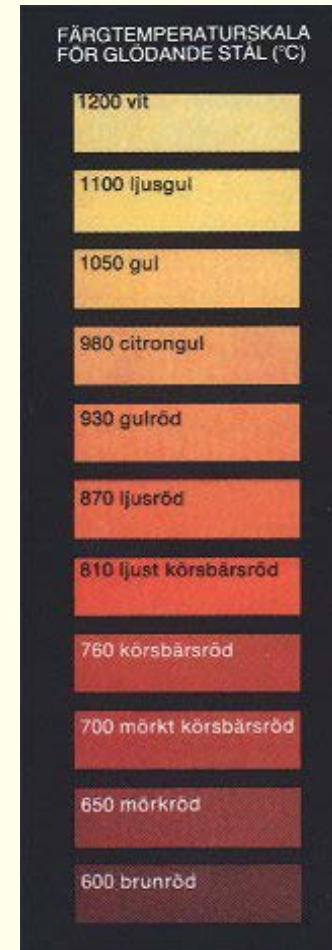 FÄRGTEMPERATURSKALA
FÖR GLÖDANDE STÅL (°C)
1200 vit
1100 ljusgul
1050 gul
980 citrongul
930 gulröd
870 ljusröd
810 ljust körsbärsröd
760 körsbärsröd
700 mörkt körsbärsröd
650 mörkröd
600 brunröd